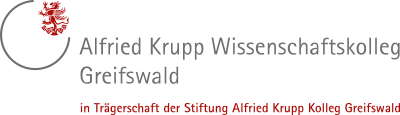 Alfried Krupp Wissenschaftskolleg
Greifswald
in Trägerschaft der Stiftung Alfried Krupp Kolleg Greifswald